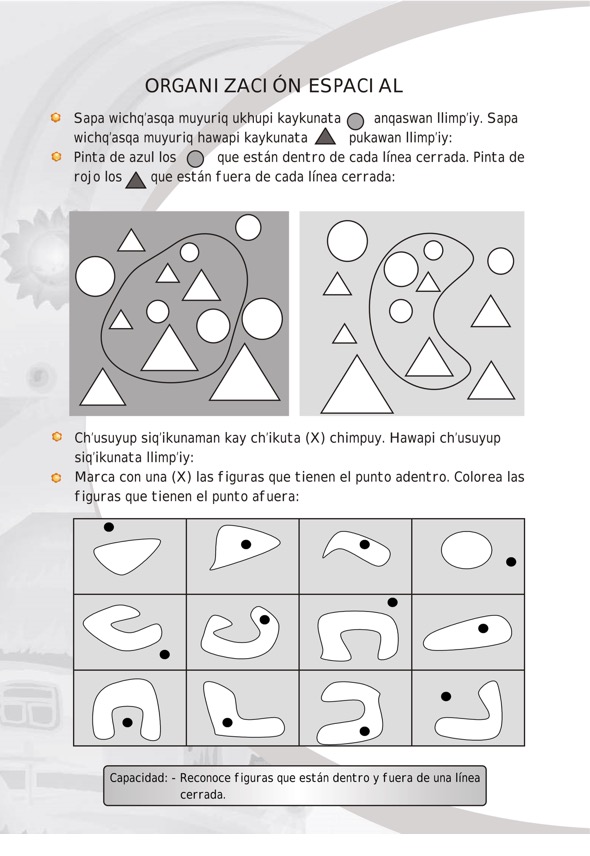 ORGANIZACIÓN ESPACIAL
Sapa wichq'asqa muyuriq ukhupi kaykunata anqaswan llimp'iy. Sapa
wichq'asqa muyuriq hawapi kaykunata pukawan llimp'iy:
Pinta de azul los que están dentro de cada línea cerrada. Pinta de
rojo los que están fuera de cada línea cerrada:
Ch'usuyup siq'ikunaman kay ch'ikuta (X) chimpuy. Hawapi ch'usuyup
siq'ikunata llimp'iy:
Marca con una (X) las figuras que tienen el punto adentro. Colorea las
figuras que tienen el punto afuera:
Capacidad: - Reconoce figuras que están dentro y fuera de una línea
cerrada.